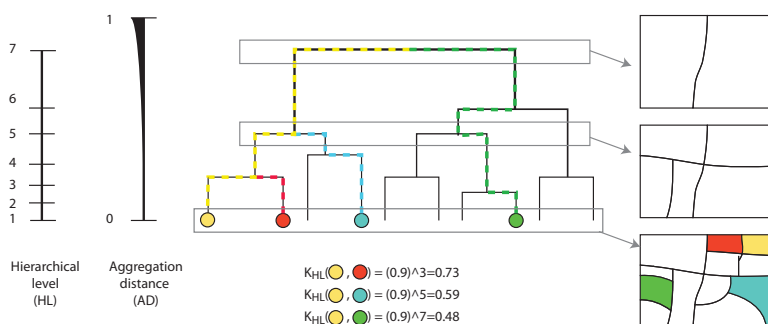 7
6
5
4
3
2
1
Hierarchical
level
(HL)
1
0
Aggregation
distance
(AD)
KHL( , ) = (0.9)^3=0.73
KHL( , ) = (0.9)^5=0.59
KHL( , ) = (0.9)^7=0.48